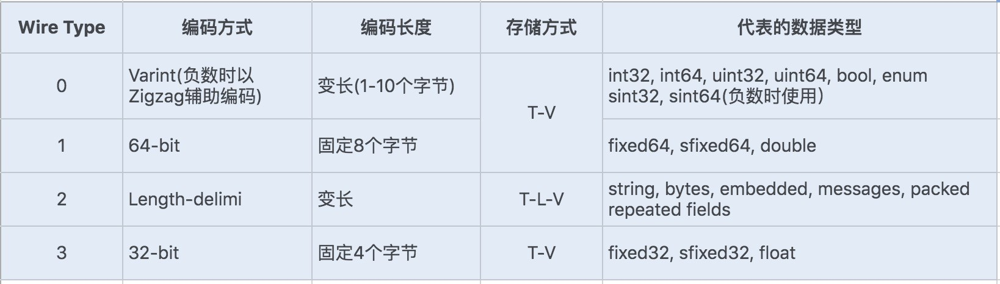 Wire Type 编码方式 编码长度 存储方式 代表的数据类型
0 Varint(负数时以 变长(1-10个字节) T-V int32, int64, uint32, uint64, bool, enum
Zigzag辅助编码) sint32, sint64(负数时使用)
1 64-bit 固定8个字节 fixed64, sfixed64, double
2 Length-delimi 变长 T-L-V string, bytes, embedded, messages, packed
repeated fields
3 32-bit 固定4个字节 T-V fixed32, sfixed32, float